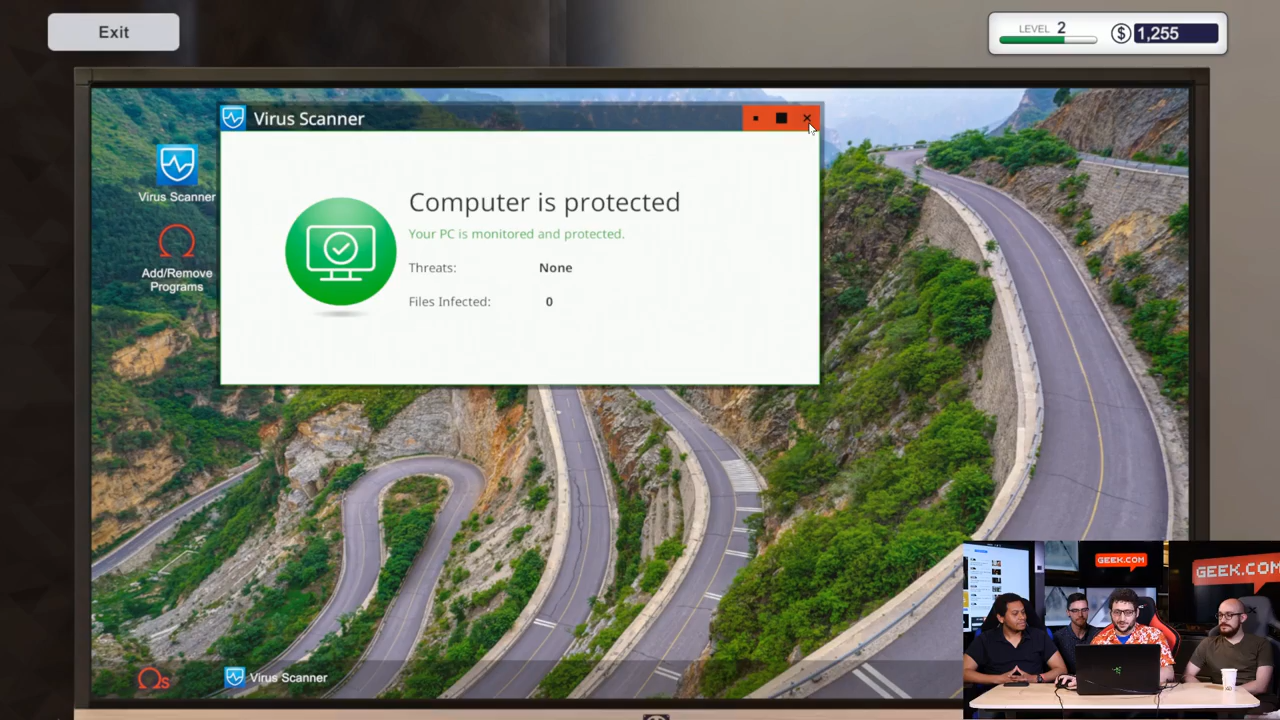 Exit
LEVEL 2
$ 1,255
Virus Scanner
Virus Scanner
Computer is protected
Your PC is monitored and protected.
Threats: None
Files Infected: 0
Add/Remove
Programs
Virus Scanner
GEEK.COM
GEEK.COM